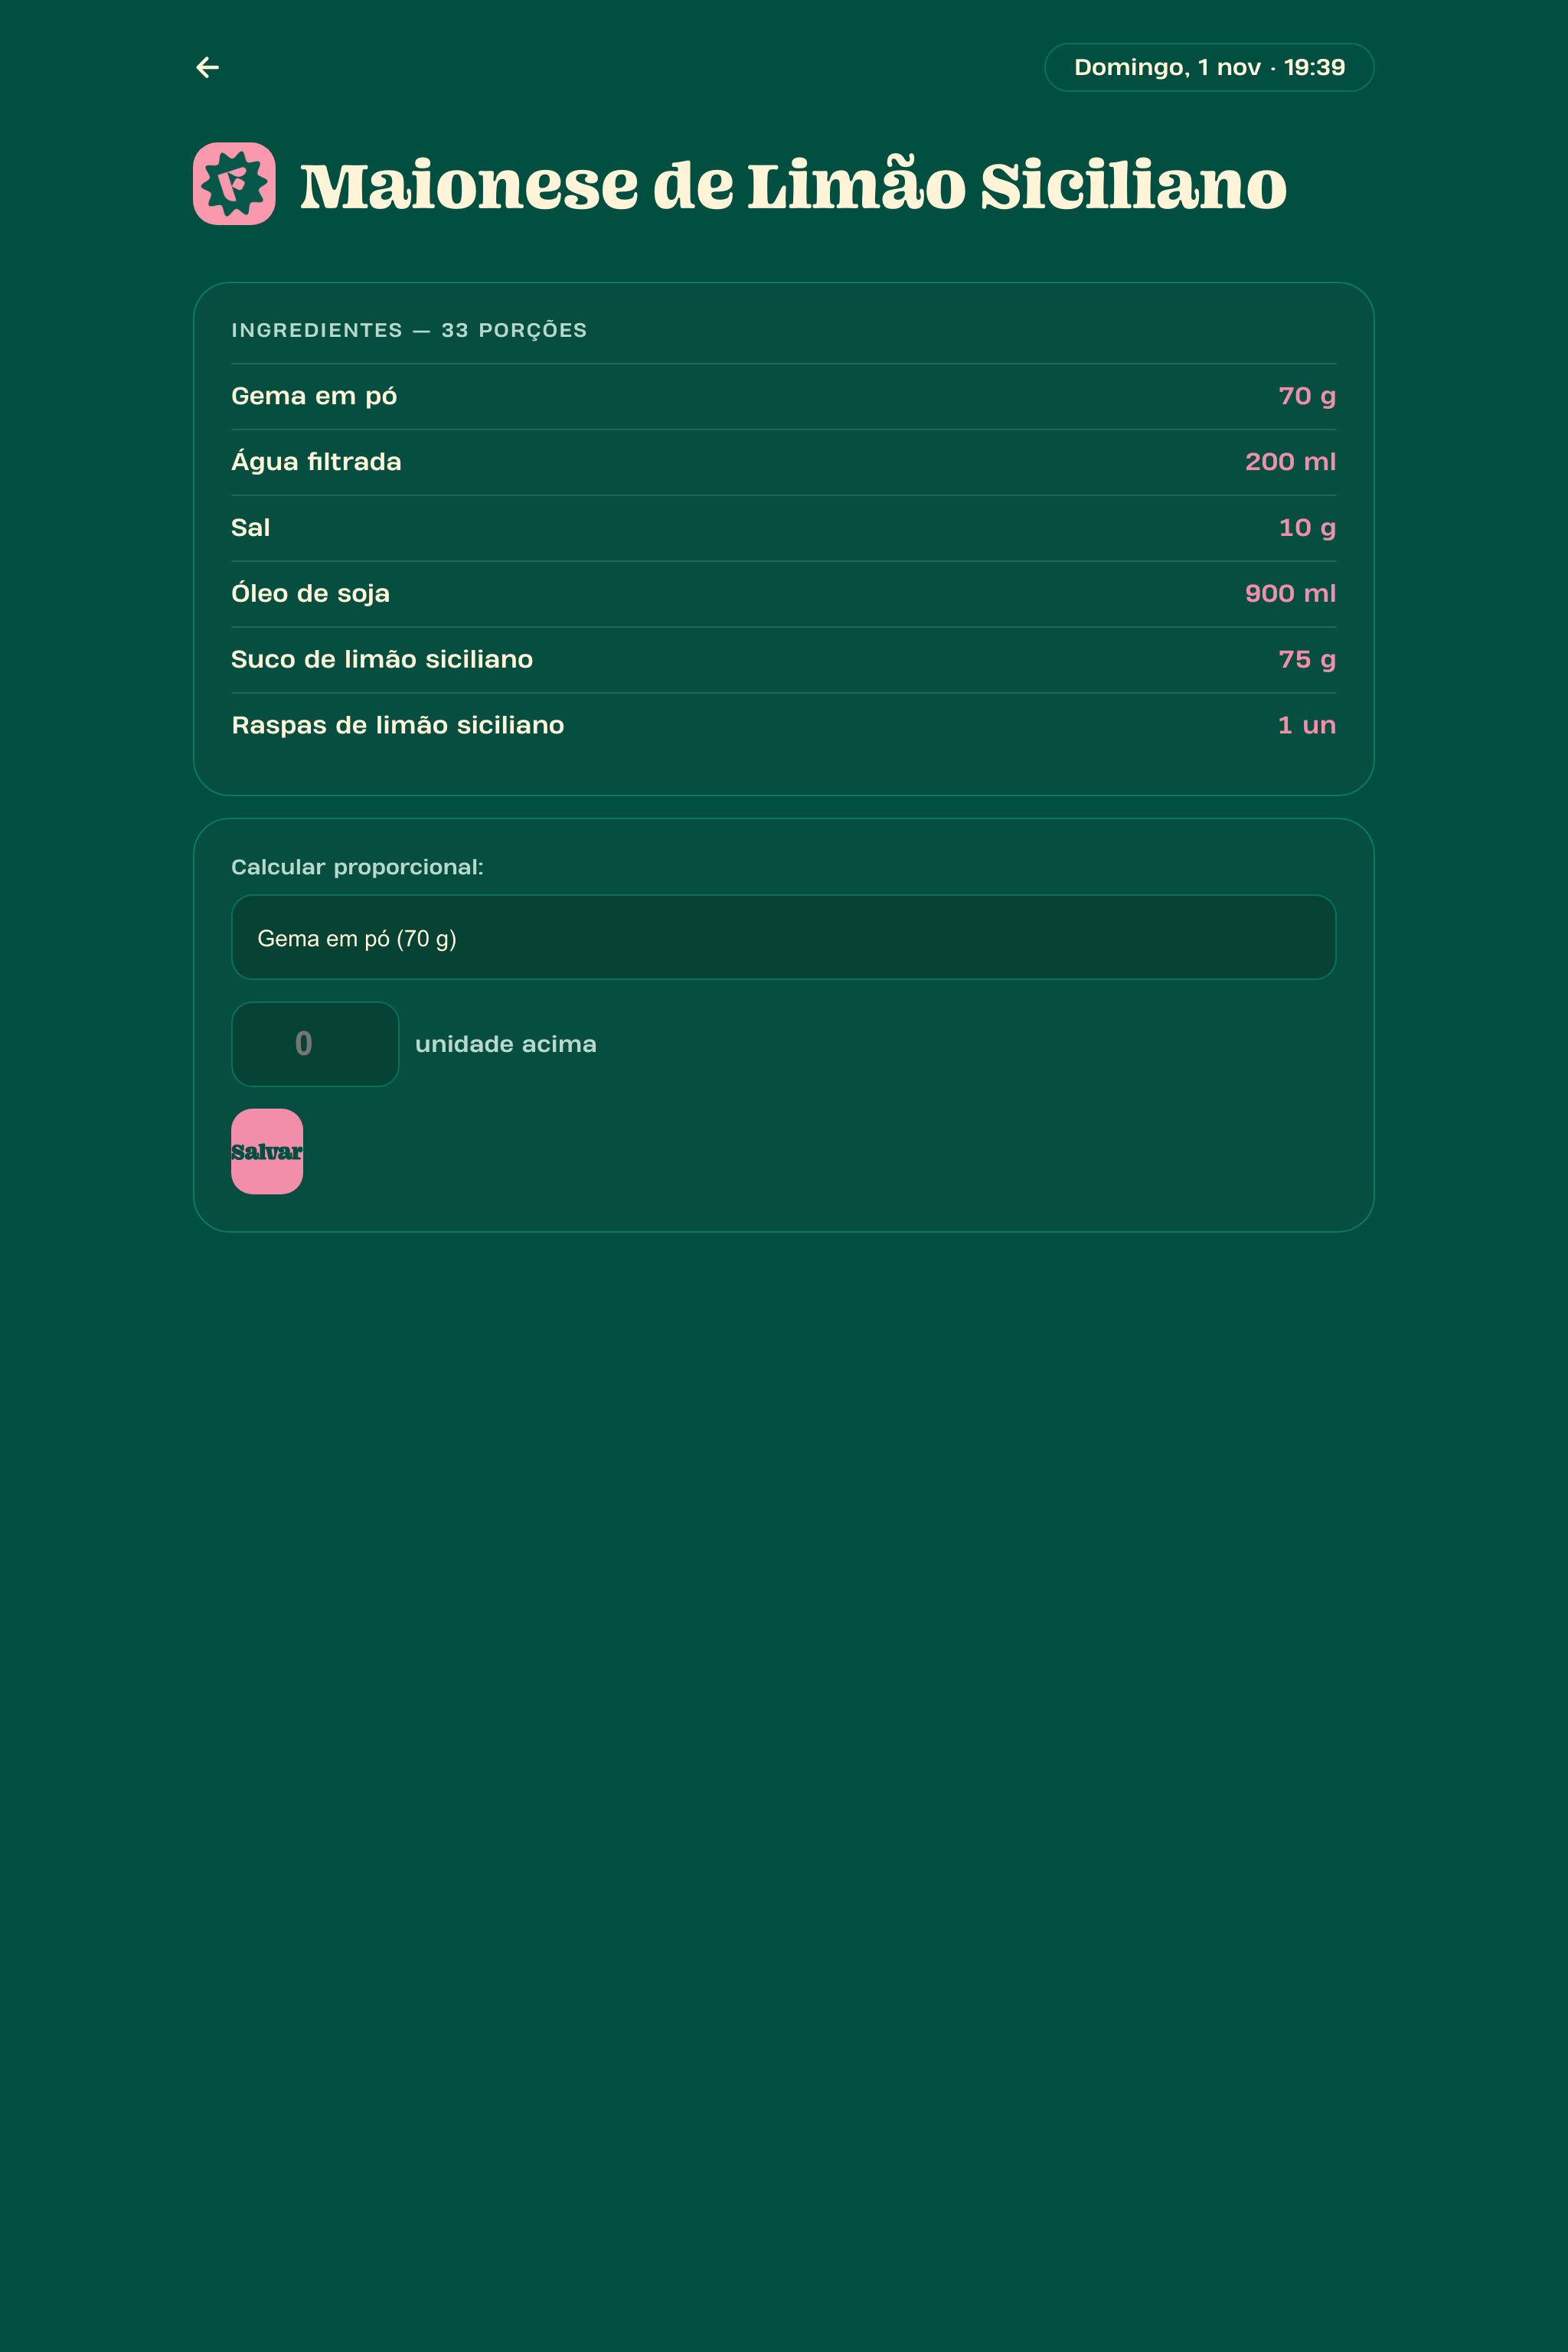 Domingo, 1 nov · 19:39
Maionese de Limão Siciliano
INGREDIENTES — 33 PORÇÕES
Gema em pó 70 g
Água filtrada 200 ml
Sal 10 g
Óleo de soja 900 ml
Suco de limão siciliano 75 g
Raspas de limão siciliano 1 un
Calcular proporcional:
Gema em pó (70 g)
0 unidade acima
Salvar